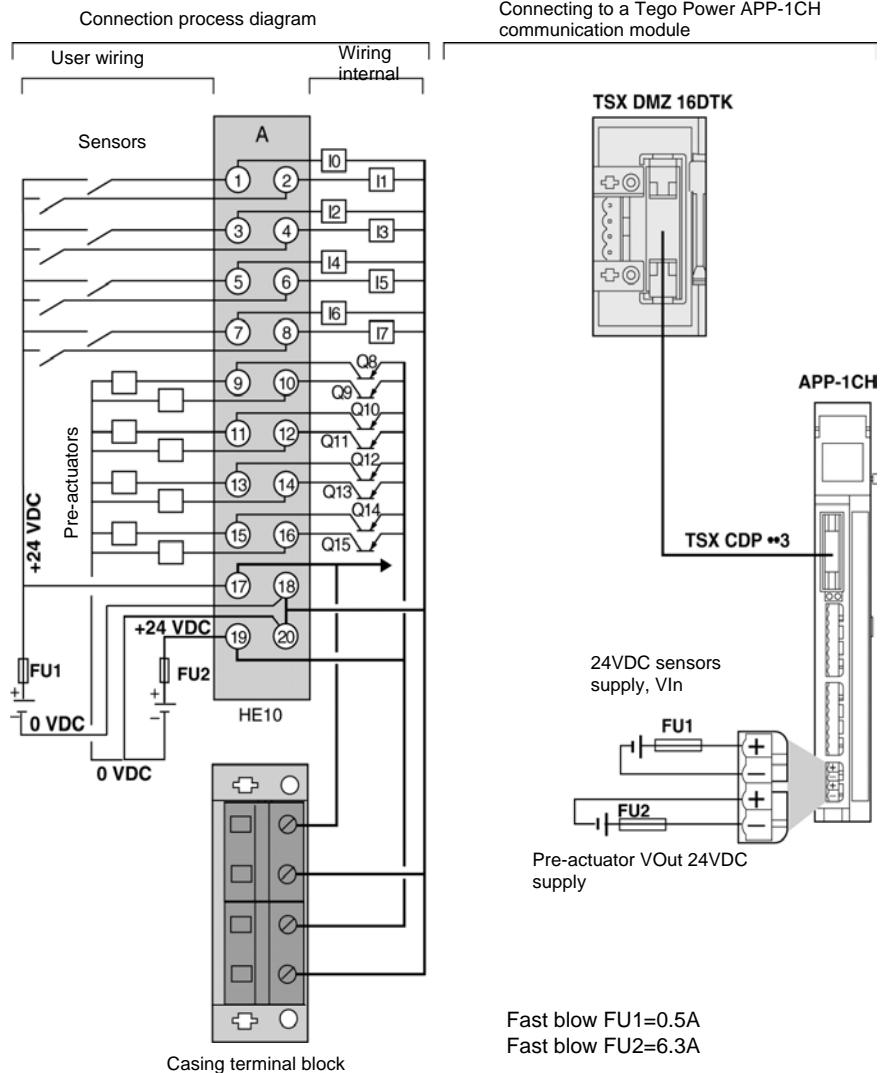 Connection process diagram
Connecting to a Tego Power APP-1CH
communication module
User wiring
Wiring
internal
Sensors
A
I0
1
2
I1
I2
3
4
I3
I4
5
6
I5
I6
7
8
I7
Q8
9
10
Q9
Q10
11
12
Q11
Q12
13
14
Q13
Q14
15
16
Q15
Pre-actuators
+24 VDC
17
18
+24 VDC
19
20
FU1
+
−
0 VDC
FU2
+
−
0 VDC
HE10
Casing terminal block
TSX DMZ 16DTK
APP-1CH
TSX CDP ••3
24VDC sensors
supply, VIn
FU1
+
−
+
FU2
−
Pre-actuator VOut 24VDC
supply
Fast blow FU1=0.5A
Fast blow FU2=6.3A